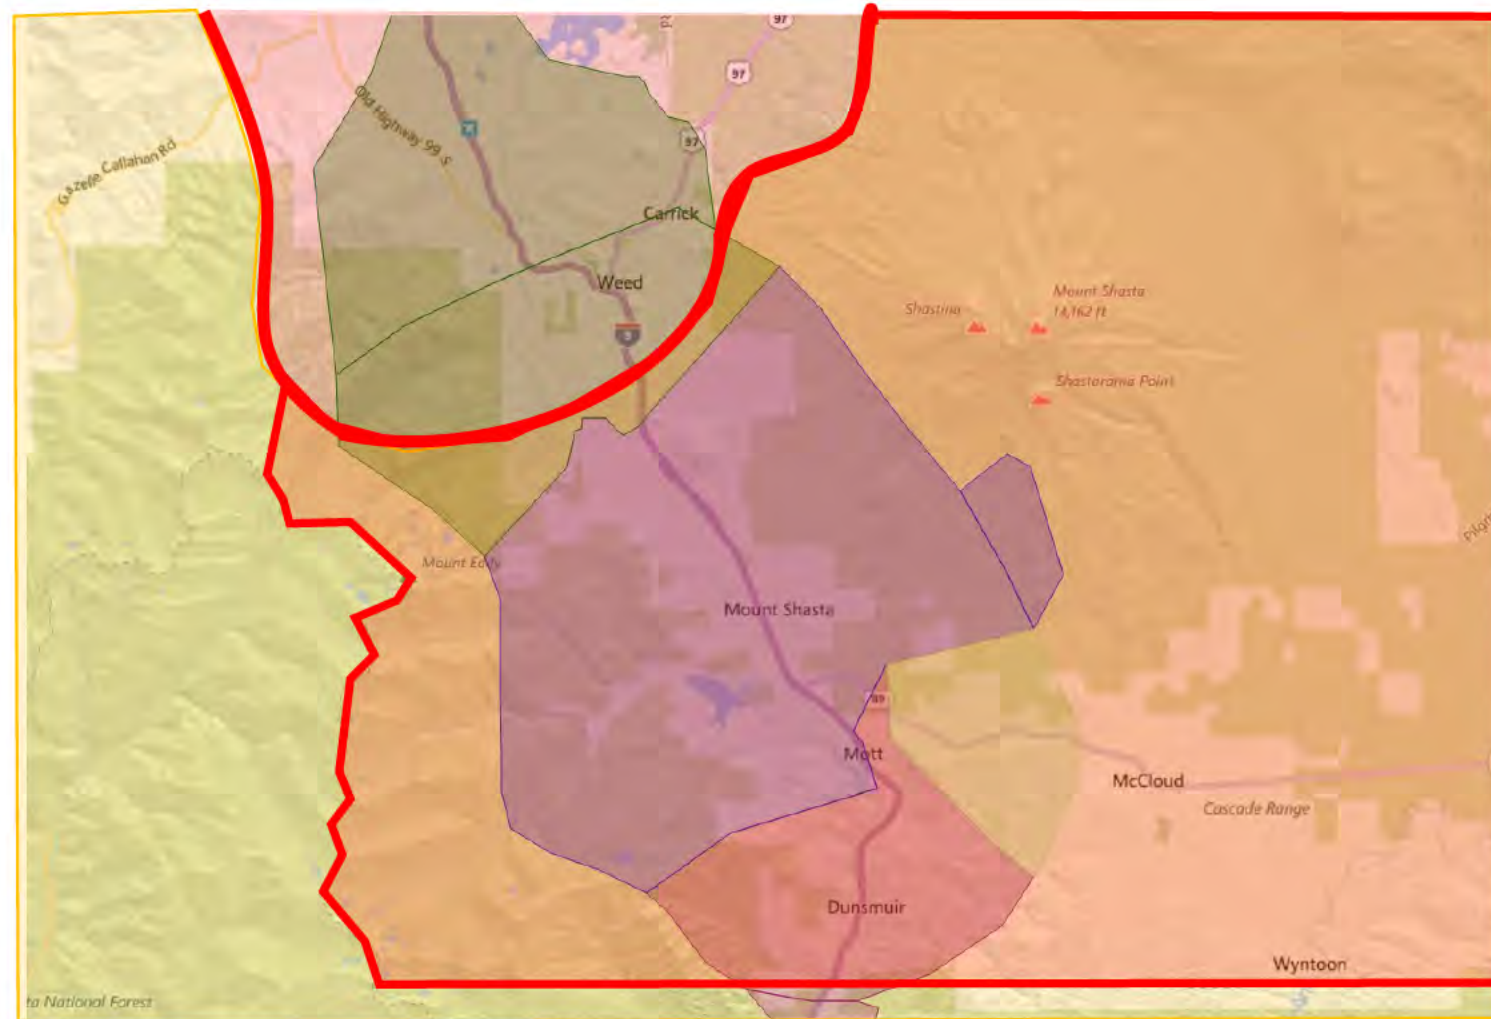 97
97
Old Highway 99 S
97
Gazelle Callahan Rd
Carrick
Weed
5
Shastina
Mount Shasta
14,162 ft
Shastarama Point
Mount Eddy
Mount Shasta
89
Mott
McCloud
Cascade Range
Dunsmuir
Wyntoon
ta National Forest